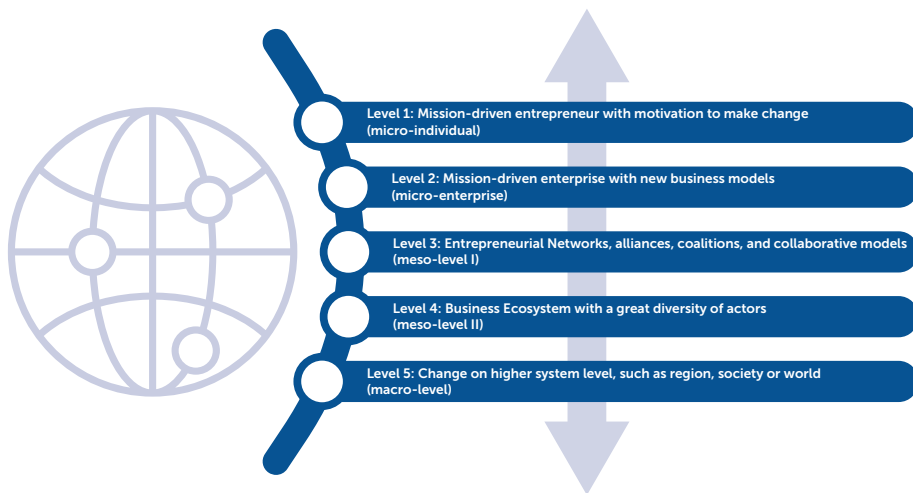 Level 1: Mission-driven entrepreneur with motivation to make change
(micro-individual)
Level 2: Mission-driven enterprise with new business models
(micro-enterprise)
Level 3: Entrepreneurial Networks, alliances, coalitions, and collaborative models
(meso-level I)
Level 4: Business Ecosystem with a great diversity of actors
(meso-level II)
Level 5: Change on higher system level, such as region, society or world
(macro-level)